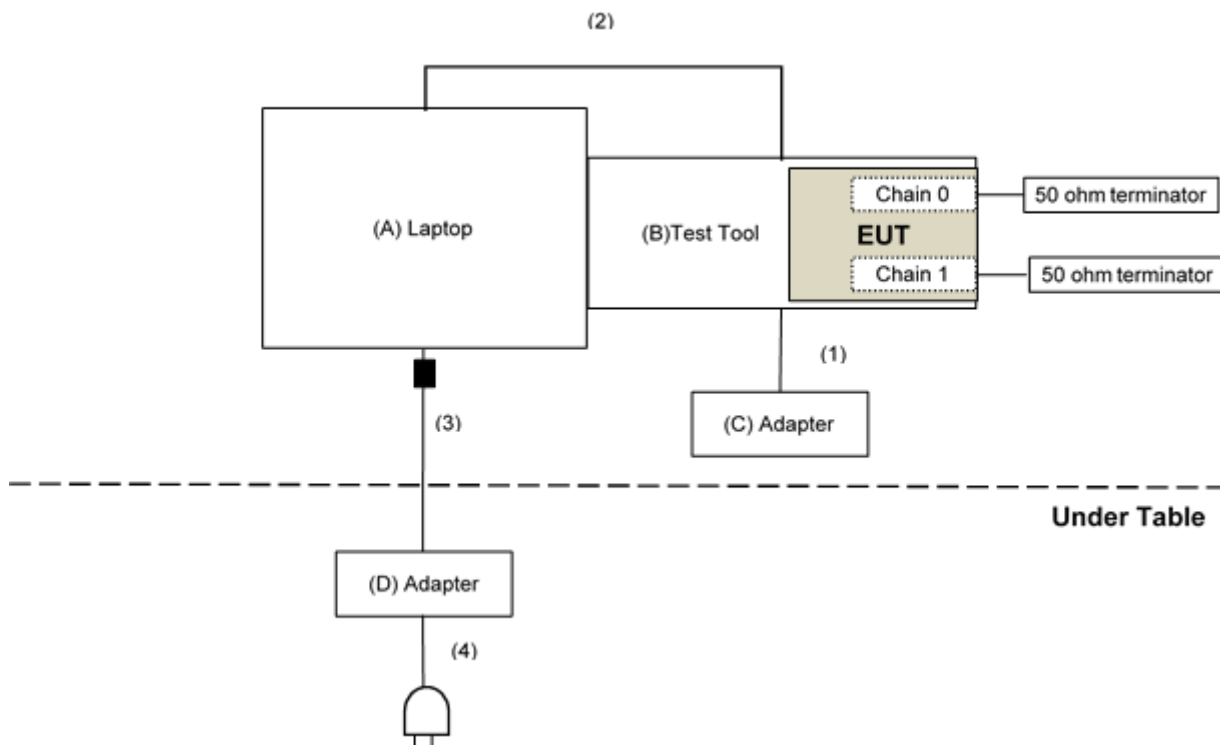 (2)
(A) Laptop
(B)Test Tool
Chain 0
EUT
Chain 1
50 ohm terminator
50 ohm terminator
(1)
(C) Adapter
(3)
Under Table
(D) Adapter
(4)